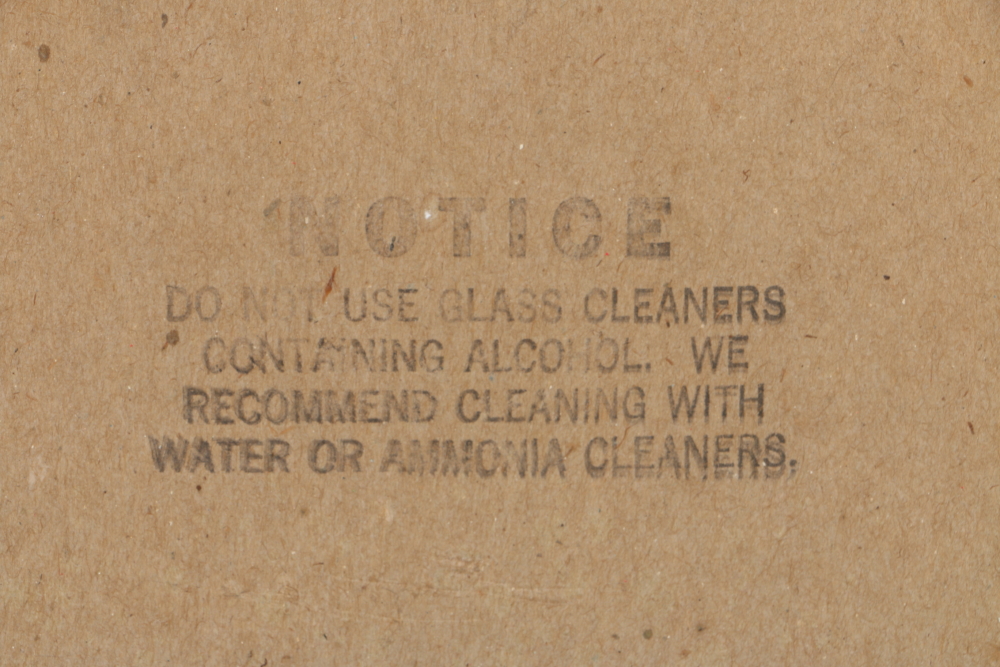 NOTICE
DO NOT USE GLASS CLEANERS
CONTAINING ALCOHOL. WE
RECOMMEND CLEANING WITH
WATER OR AMMONIA CLEANERS.